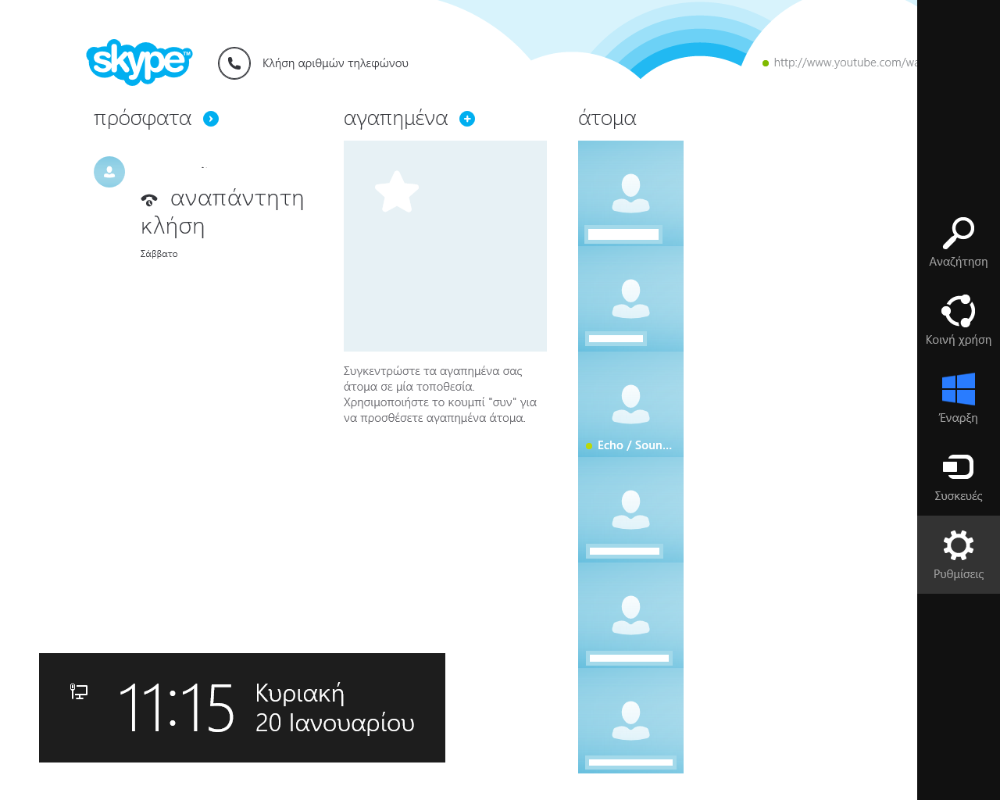 skype™
Κλήση αριθμών τηλεφώνου
http://www.youtube.com/wa
πρόσφατα
αναπάντητη
κλήση
Σάββατο
αγαπημένα
Συγκεντρώστε τα αγαπημένα σας
άτομα σε μία τοποθεσία.
Χρησιμοποιήστε το κουμπί "συν" για
να προσθέσετε αγαπημένα άτομα.
άτομα
Echo / Soun...
Αναζήτηση
Κοινή χρήση
Έναρξη
Συσκευές
Ρυθμίσεις
11:15
Κυριακή
20 Ιανουαρίου